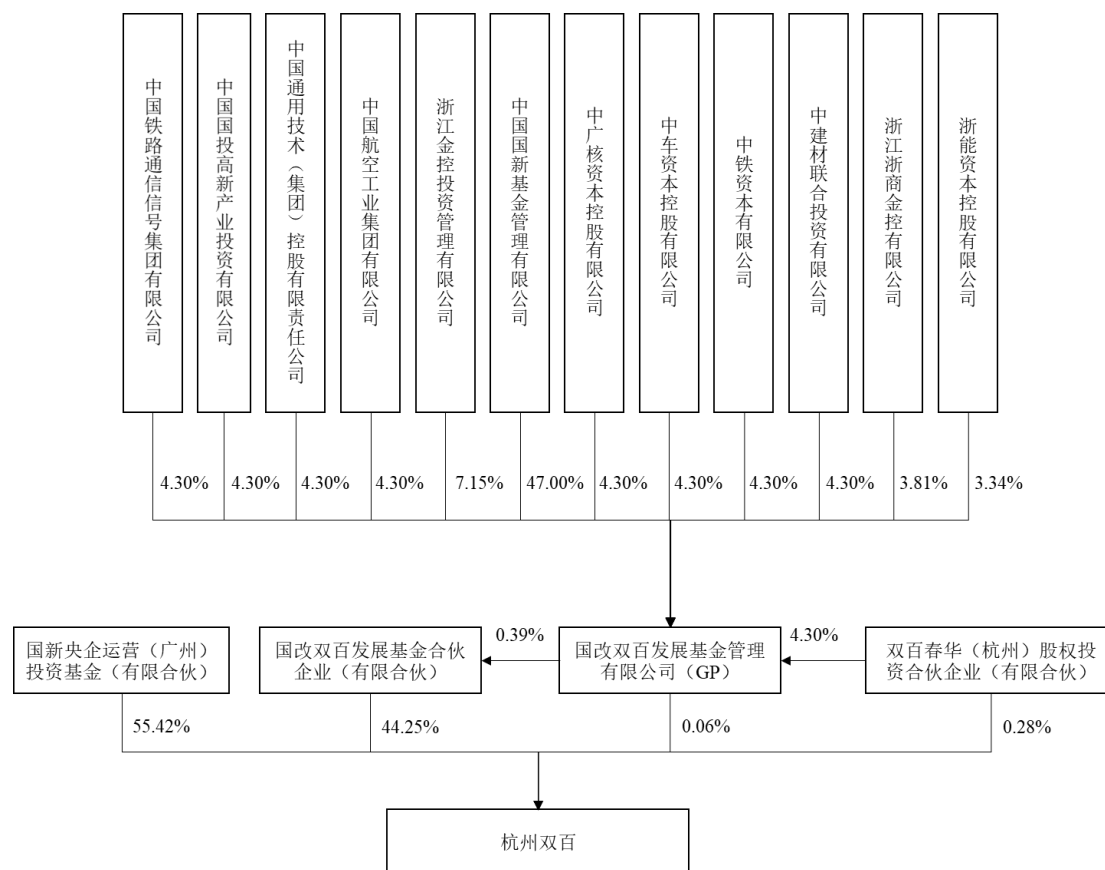 中国铁路通信信号集团有限公司
中国国投高新产业投资有限公司
中国通用技术（集团）控股有限责任公司
中国航空工业集团有限公司
浙江金控投资管理有限公司
中国国新基金管理有限公司
中广核资本控股有限公司
中车资本控股有限公司
中铁资本有限公司
中建材联合投资有限公司
浙江浙商金控有限公司
浙能资本控股有限公司
4.30%
4.30%
4.30%
4.30%
7.15%
47.00%
4.30%
4.30%
4.30%
4.30%
3.81%
3.34%
国新央企运营（广州）
投资基金（有限合伙）
国改双百发展基金合伙
企业（有限合伙）
0.39%
国改双百发展基金管理
有限公司（GP）
4.30%
双百春华（杭州）股权投
资合伙企业（有限合伙）
55.42%
44.25%
0.06%
0.28%
杭州双百